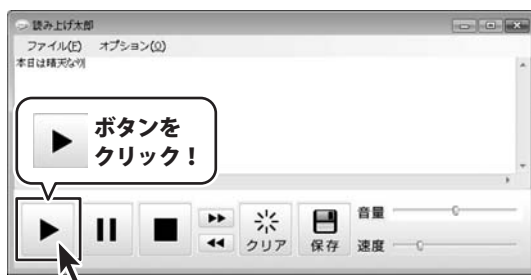 読み上げ太郎
ファイル(F) オプション(O)
本日は晴天なり
ボタンを
クリック！
クリア
保存
音量
速度